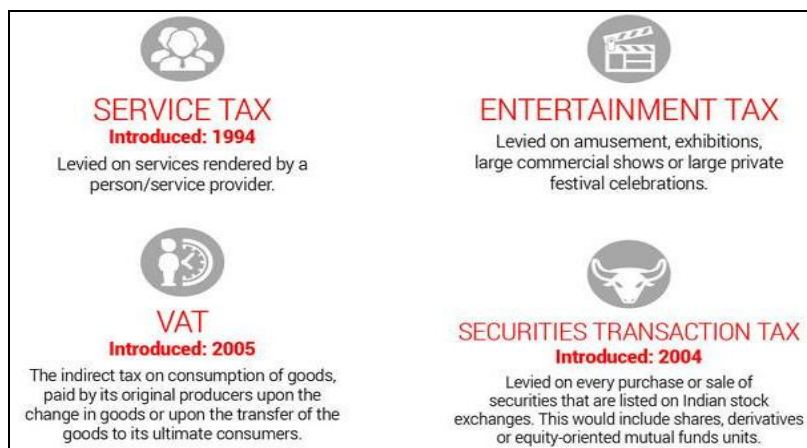 SERVICE TAX
Introduced: 1994
Levied on services rendered by a
person/service provider.
ENTERTAINMENT TAX
Levied on amusement, exhibitions,
large commercial shows or large private
festival celebrations.
VAT
Introduced: 2005
The indirect tax on consumption of goods,
paid by its original producers upon the
change in goods or upon the transfer of the
goods to its ultimate consumers.
SECURITIES TRANSACTION TAX
Introduced: 2004
Levied on every purchase or sale of
securities that are listed on Indian stock
exchanges. This would include shares, derivatives
or equity-oriented mutual funds units.